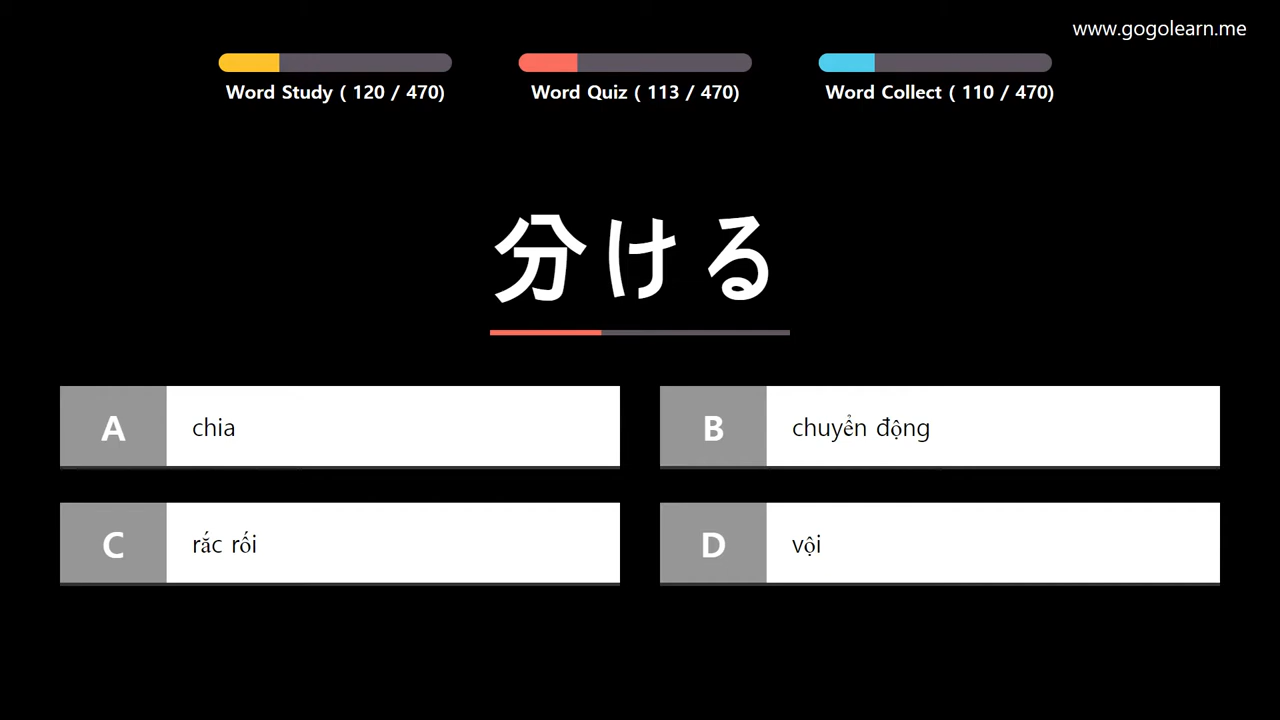 www.gogolearn.me
Word Study ( 120 / 470)
Word Quiz ( 113 / 470)
Word Collect ( 110 / 470)
分ける
A chia
B chuyển động
C rắc rối
D vội